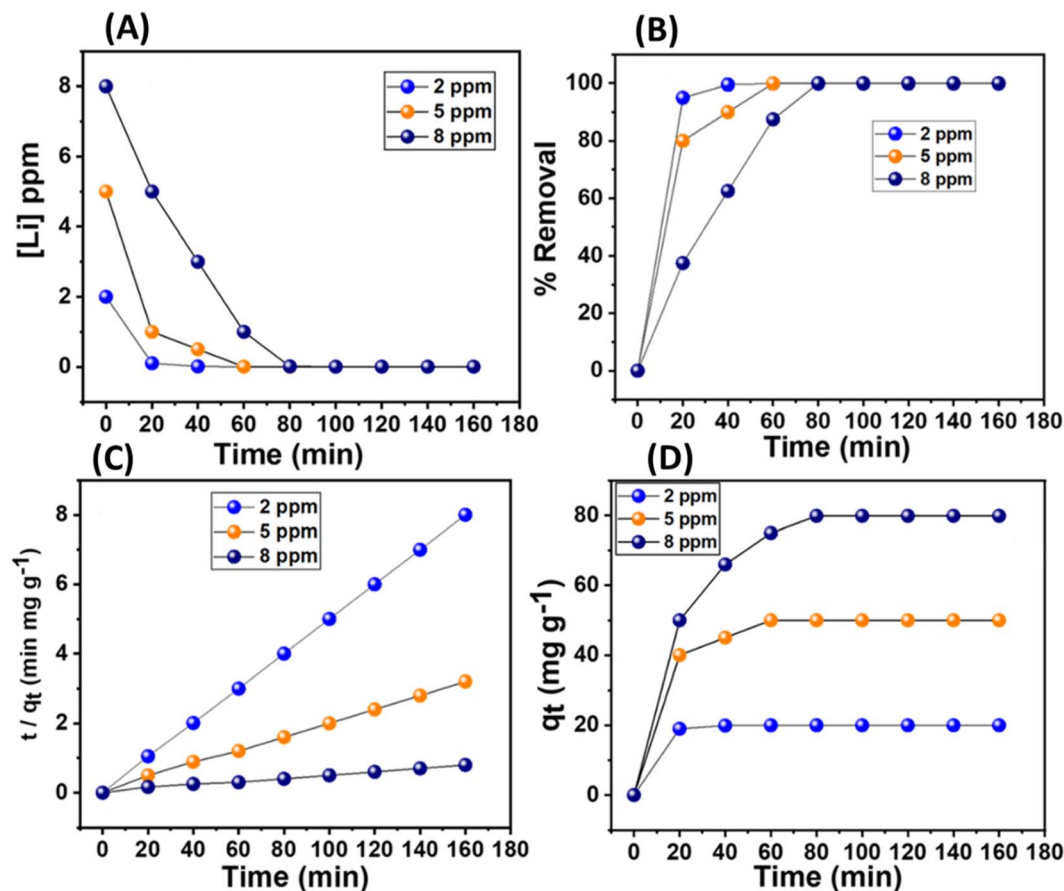 (A)
8
6
4
2
0
[Li] ppm
2 ppm
5 ppm
8 ppm
0 20 40 60 80 100 120 140 160 180
Time (min)
(B)
100
80
60
40
20
0
% Removal
2 ppm
5 ppm
8 ppm
0 20 40 60 80 100 120 140 160 180
Time (min)
(C)
8
6
4
2
0
t / qt (min mg g-1)
2 ppm
5 ppm
8 ppm
0 20 40 60 80 100 120 140 160 180
Time (min)
(D)
80
60
40
20
0
qt (mg g-1)
2 ppm
5 ppm
8 ppm
0 20 40 60 80 100 120 140 160 180
Time (min)